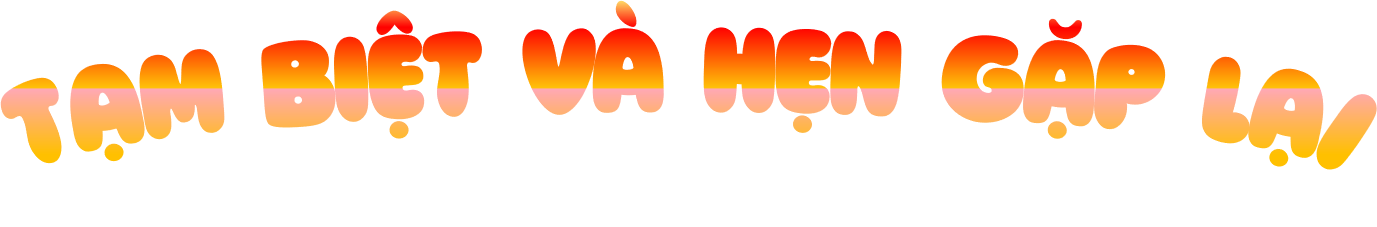 TẠM BIỆT VÀ HẸN GẶP LẠI